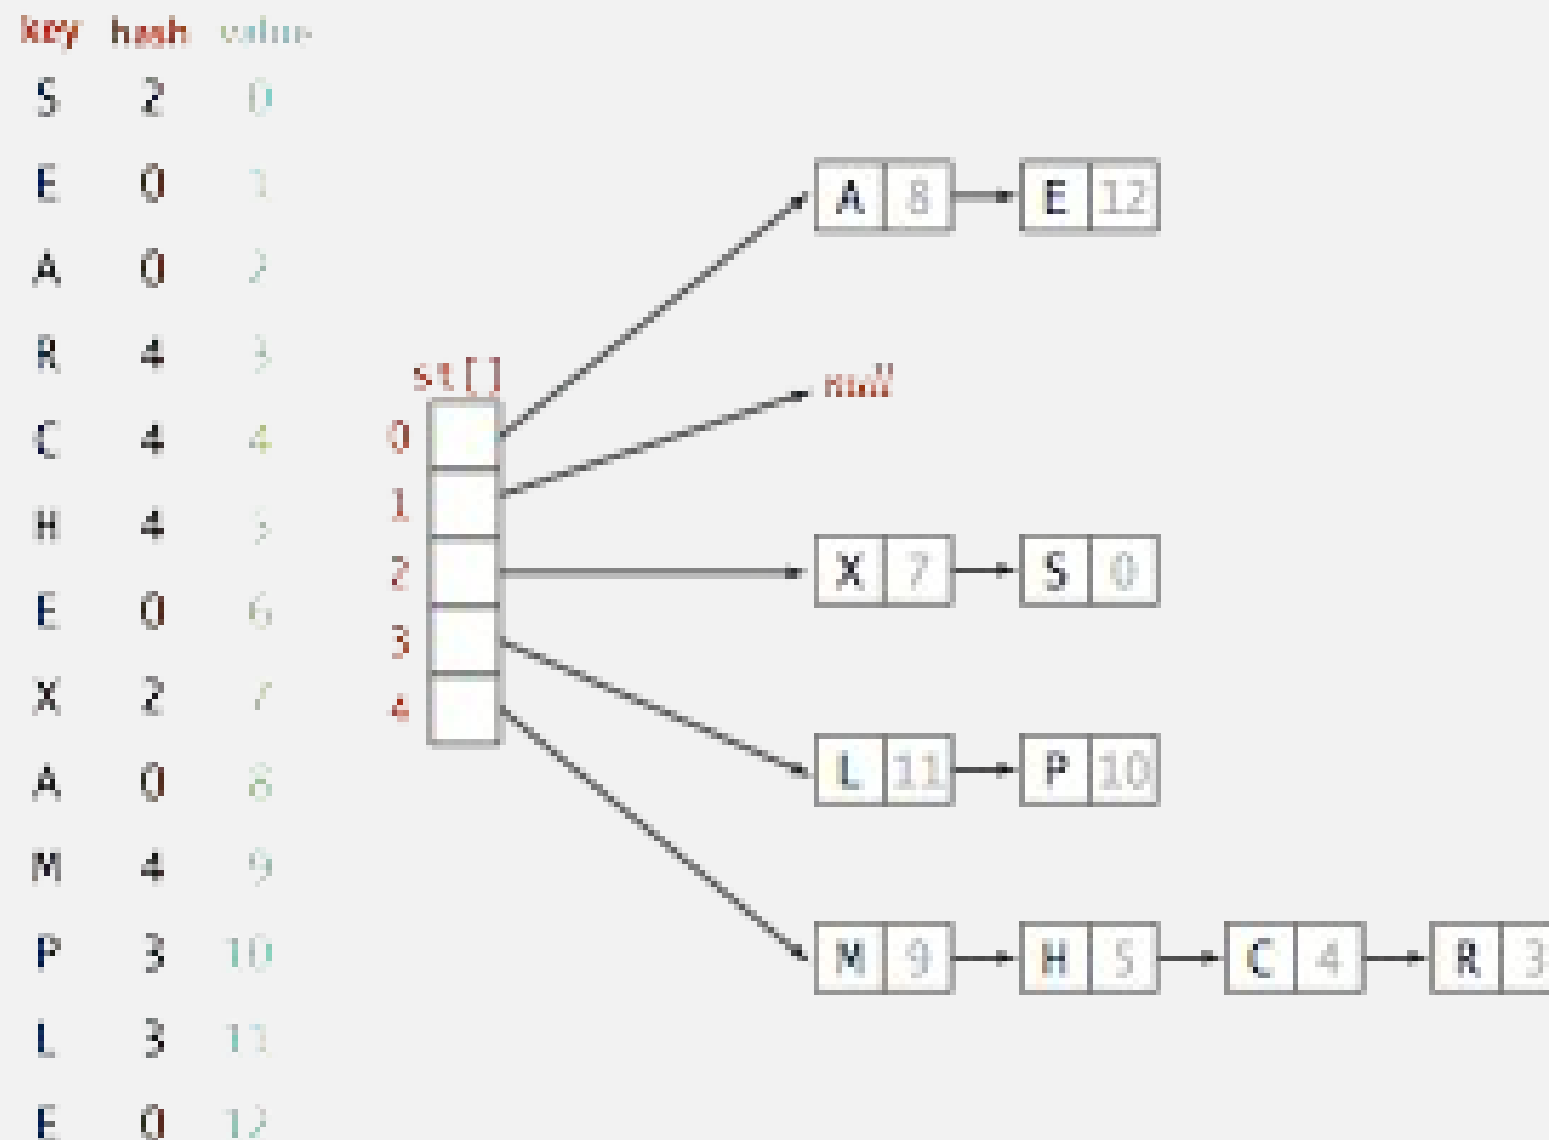 key hash value
S 2 0
E 0 1
A 0 2
R 4 3
C 4 4
H 4 5
E 0 6
X 2 7
A 0 8
M 4 9
P 3 10
L 3 11
E 0 12
st[]
0
1
2
3
4
A 8 E 12
null
X 7 S 0
L 11 P 10
M 9 H 5 C 4 R 3